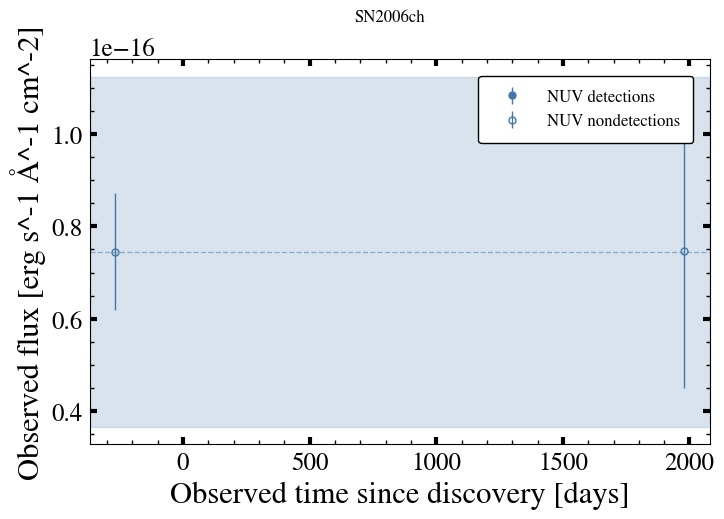 SN2006ch
1e−16
NUV detections
NUV nondetections
1.0
0.8
0.6
0.4
Observed flux [erg s^-1 Å^-1 cm^-2]
0 500 1000 1500 2000
Observed time since discovery [days]